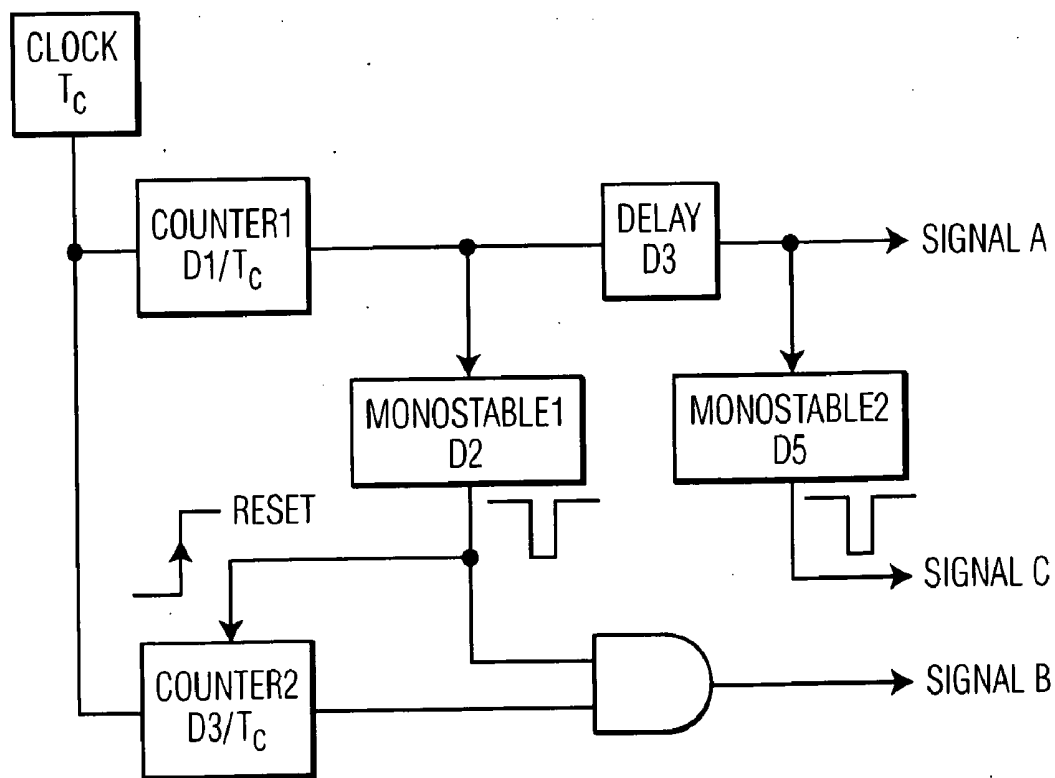 CLOCK
T_C
COUNTER1
D1/T_C
DELAY
D3
SIGNAL A
MONOSTABLE1
D2
MONOSTABLE2
D5
RESET
SIGNAL C
COUNTER2
D3/T_C
SIGNAL B